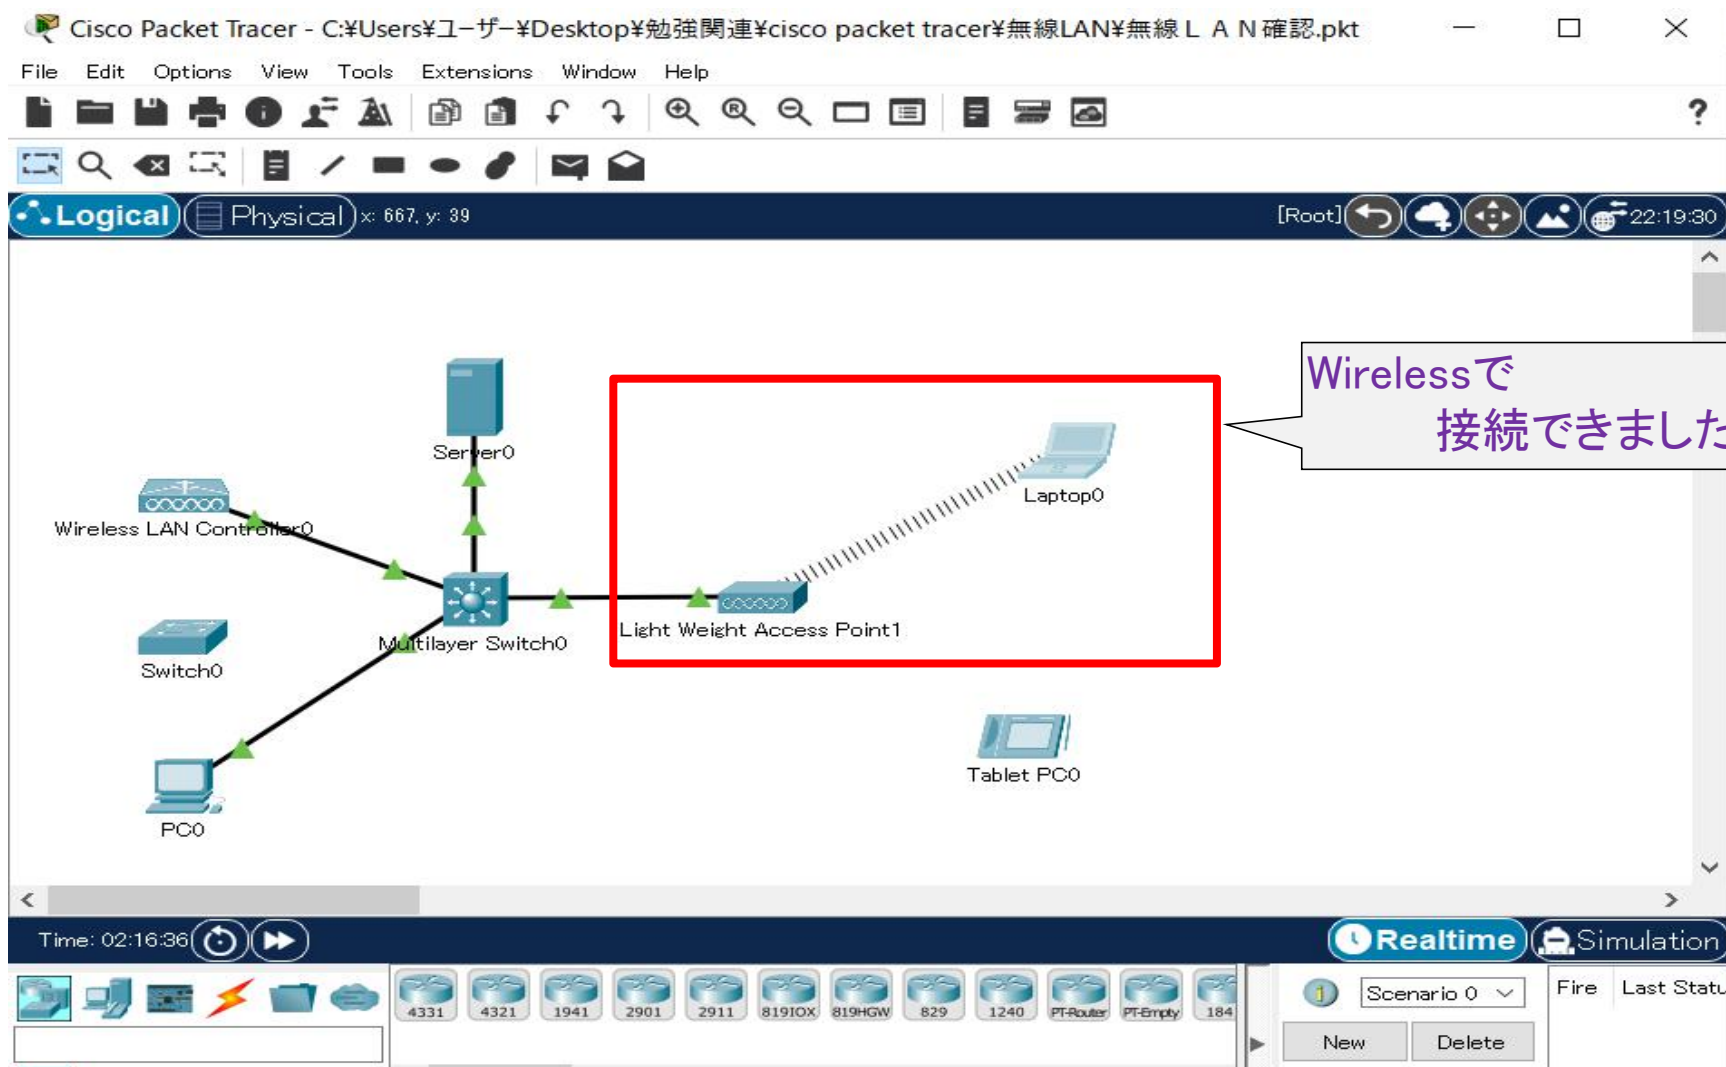 Cisco Packet Tracer - C:¥Users¥ユーザー¥Desktop¥勉強関連¥cisco packet tracer¥無線LAN¥無線ＬＡＮ確認.pkt
File Edit Options View Tools Extensions Window Help
?
Logical Physical x: 667, y: 39 [Root] 22:19:30
Wirelessで
接続できました
Server0
Laptop0
Wireless LAN Controller0
Light Weight Access Point1
Multilayer Switch0
Switch0
Tablet PC0
PC0
Time: 02:16:36 Realtime Simulation
4331 4321 1941 2901 2911 819IOX 819HGW 829 1240 PT-Router PT-Empty 184
Scenario 0 Fire Last Statu
New Delete